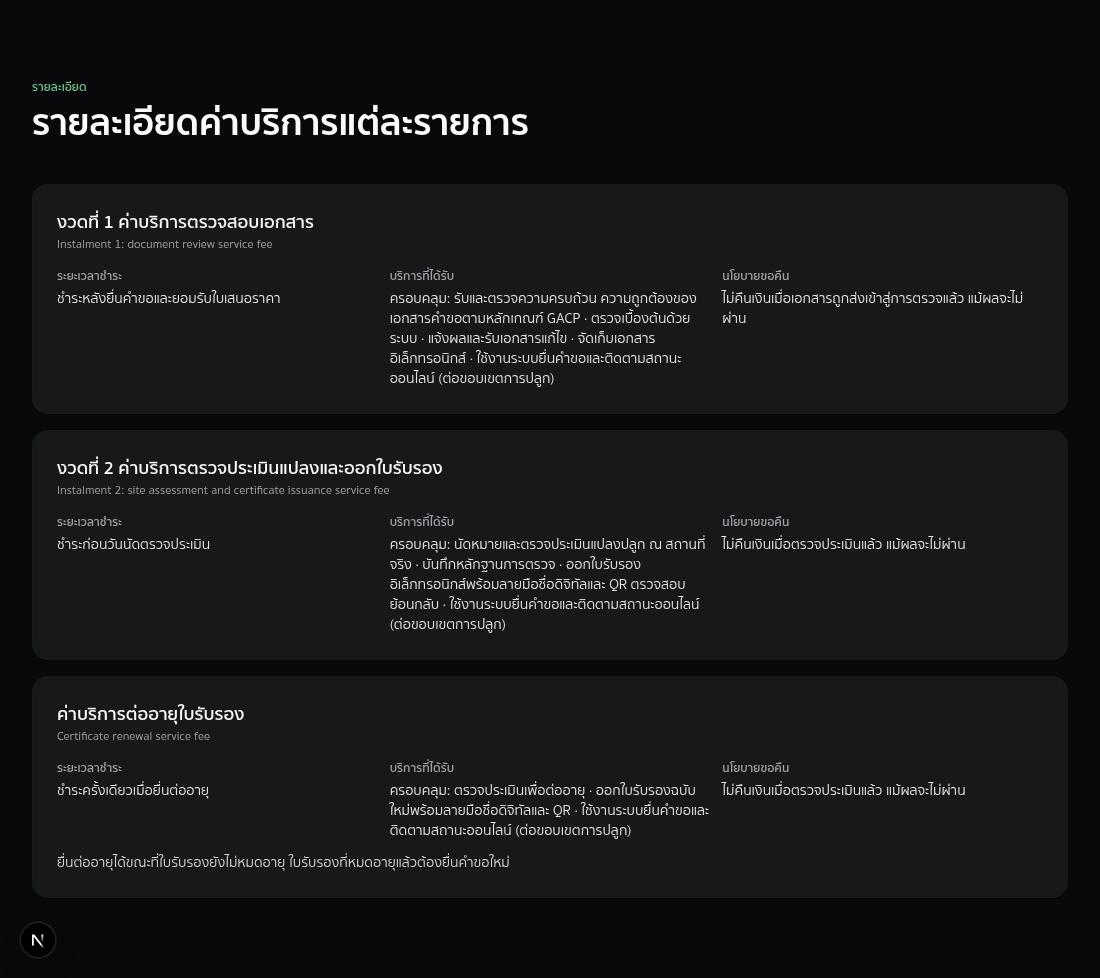 รายละเอียด
รายละเอียดค่าบริการแต่ละรายการ
งวดที่ 1 ค่าบริการตรวจสอบเอกสาร
Instalment 1: document review service fee
ระยะเวลาชำระ
ชำระหลังยื่นคำขอและยอมรับใบเสนอราคา
บริการที่ได้รับ
ครอบคลุม: รับและตรวจความครบถ้วน ความถูกต้องของ
เอกสารคำขอตามหลักเกณฑ์ GACP · ตรวจเบื้องต้นด้วย
ระบบ · แจ้งผลและรับเอกสารแก้ไข · จัดเก็บเอกสาร
อิเล็กทรอนิกส์ · ใช้งานระบบยื่นคำขอและติดตามสถานะ
ออนไลน์ (ต่อขอบเขตการปลูก)
นโยบายขอคืน
ไม่คืนเงินเมื่อเอกสารถูกส่งเข้าสู่การตรวจแล้ว แม้ผลจะไม่
ผ่าน
งวดที่ 2 ค่าบริการตรวจประเมินแปลงและออกใบรับรอง
Instalment 2: site assessment and certificate issuance service fee
ระยะเวลาชำระ
ชำระก่อนวันนัดตรวจประเมิน
บริการที่ได้รับ
ครอบคลุม: นัดหมายและตรวจประเมินแปลงปลูก ณ สถานที่
จริง · บันทึกหลักฐานการตรวจ · ออกใบรับรอง
อิเล็กทรอนิกส์พร้อมลายมือชื่อดิจิทัลและ QR ตรวจสอบ
ย้อนกลับ · ใช้งานระบบยื่นคำขอและติดตามสถานะออนไลน์
(ต่อขอบเขตการปลูก)
นโยบายขอคืน
ไม่คืนเงินเมื่อตรวจประเมินแล้ว แม้ผลจะไม่ผ่าน
ค่าบริการต่ออายุใบรับรอง
Certificate renewal service fee
ระยะเวลาชำระ
ชำระครั้งเดียวเมื่อยื่นต่ออายุ
บริการที่ได้รับ
ครอบคลุม: ตรวจประเมินเพื่อต่ออายุ · ออกใบรับรองฉบับ
ใหม่พร้อมลายมือชื่อดิจิทัลและ QR · ใช้งานระบบยื่นคำขอและ
ติดตามสถานะออนไลน์ (ต่อขอบเขตการปลูก)
นโยบายขอคืน
ไม่คืนเงินเมื่อตรวจประเมินแล้ว แม้ผลจะไม่ผ่าน
ยื่นต่ออายุได้ขณะที่ใบรับรองยังไม่หมดอายุ ใบรับรองที่หมดอายุแล้วต้องยื่นคำขอใหม่
N